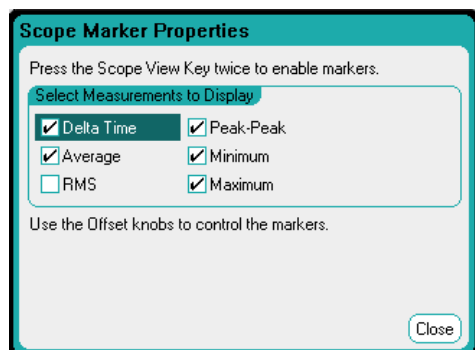 Scope Marker Properties
Press the Scope View Key twice to enable markers.
Select Measurements to Display
Delta Time Peak-Peak
Average Minimum
RMS Maximum
Use the Offset knobs to control the markers.
Close